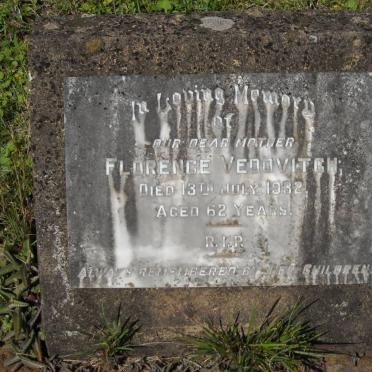 In Loving Memory
of
OUR DEAR MOTHER
FLORENCE VEDOVITCH,
DIED 13TH JULY 1932.
AGED 62 YEARS.
R.I.P.
ALWAYS REMEMBERED BY HER CHILDREN.